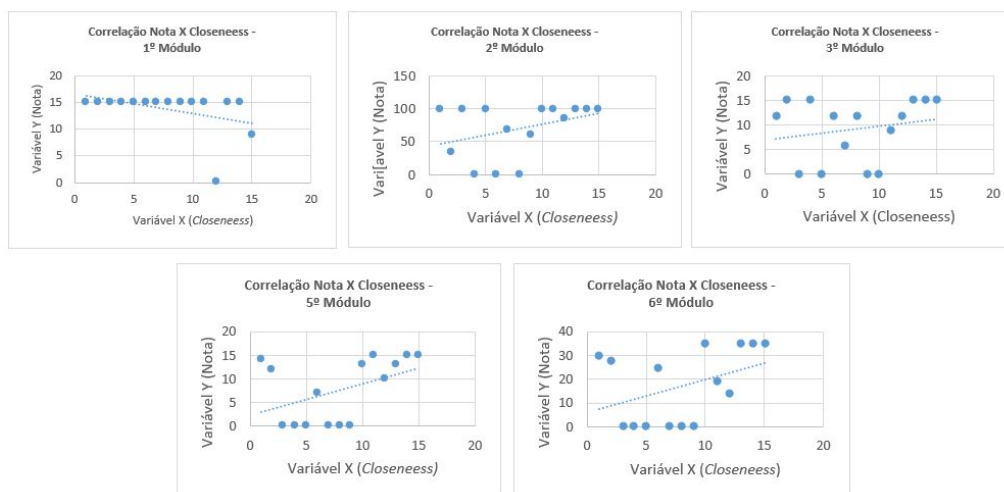 Correlação Nota X Closeneess -
1º Módulo
Variável Y (Nota)
20
15
10
5
0
0 5 10 15 20
Variável X (Closeneess)
Correlação Nota X Closeneess -
2º Módulo
Vari[avel Y (Nota)
150
100
50
0
0 5 10 15 20
Variável X (Closeneess)
Correlação Nota X Closeneess -
3º Módulo
Variável Y (Nota)
20
15
10
5
0
0 5 10 15 20
Variável X (Closeneess)
Correlação Nota X Closeneess -
5º Módulo
Variável Y (Nota)
20
15
10
5
0
0 5 10 15 20
Variável X (Closeneess)
Correlação Nota X Closeneess -
6º Módulo
Variável Y (Nota)
40
30
20
10
0
0 5 10 15 20
Variável X (Closeneess)